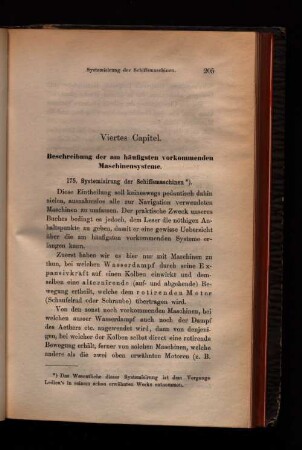 Systemisirung der Schiffsmaschinen. 205
Viertes Capitel.
Beschreibung der am häufigsten vorkommenden
Maschinensysteme.
175. Systemisirung der Schiffsmaschinen*).
Diese Eintheilung soll keineswegs pedantisch dahin
zielen, ausnahmslos alle zur Navigation verwendeten
Maschinen zu umfassen. Der praktische Zweck unseres
Buches bedingt es jedoch, dem Leser die nöthigen An-
haltspunkte zu geben, damit er eine gewisse Uebersicht
über die am häufigsten vorkommenden Systeme erlan-
gen kann.
Zuerst haben wir es hier nur mit Maschinen zu
thun, bei welchen Wasserdampf durch seine Ex-
pansivkraft auf einen Kolben einwirkt und dem-
selben eine alternirende (auf- und abgehende) Be-
wegung ertheilt, welche dem rotirenden Motor
(Schaufelrad oder Schraube) übertragen wird.
Von den sonst noch vorkommenden Maschinen, bei
welchen ausser Wasserdampf auch noch der Dampf
des Aethers etc. angewendet wird, dann von denjeni-
gen, bei welchen der Kolben selbst direct eine rotirende
Bewegung erhält, ferner von solchen Maschinen, welche
anders als die zwei oben erwähnten Motoren (z. B.
*) Das Wesentliche dieser Systemisirung ist dem Vorgange
Ledieu's in seinem schon erwähnten Werke entnommen.